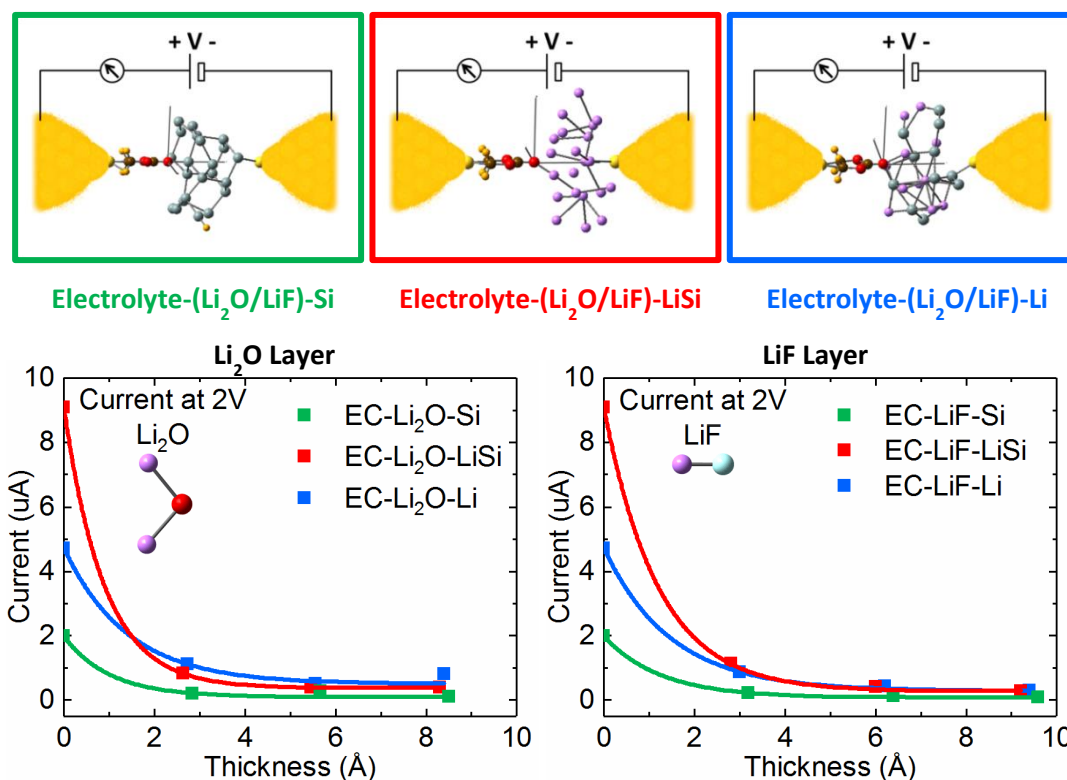 + V -
+ V -
+ V -
Electrolyte-(Li₂O/LiF)-Si
Electrolyte-(Li₂O/LiF)-LiSi
Electrolyte-(Li₂O/LiF)-Li
Li₂O Layer
10
8
6
4
2
0
Current (uA)
Current at 2V
Li₂O
EC-Li₂O-Si
EC-Li₂O-LiSi
EC-Li₂O-Li
0
2
4
6
8
10
Thickness (Å)
LiF Layer
10
8
6
4
2
0
Current (uA)
Current at 2V
LiF
EC-LiF-Si
EC-LiF-LiSi
EC-LiF-Li
0
2
4
6
8
10
Thickness (Å)